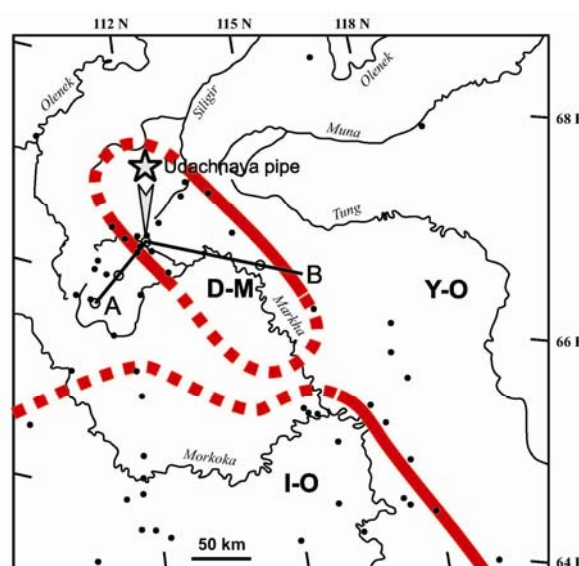 112 N 115 N 118 N
Olenek
Siligir
Olenek
68 E
Muna
Udachnaya pipe
Tung
A
B
D-M
Y-O
Markha
66 E
Morkoka
I-O
50 km
64 E